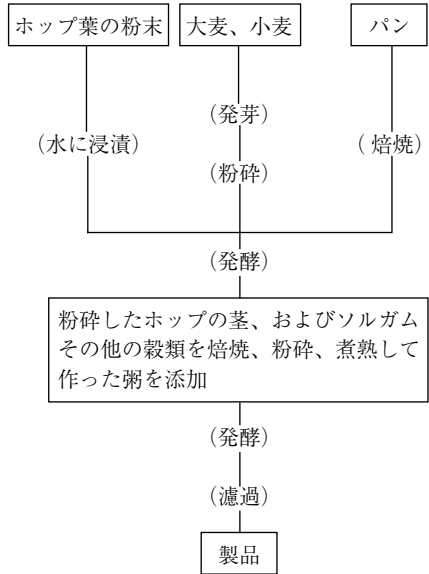 ホップ葉の粉末
大麦、小麦
パン
(発芽)
(水に浸漬)
(焙焼)
(粉砕)
(発酵)
粉砕したホップの茎、およびソルガム
その他の穀類を焙焼、粉砕、煮熟して
作った粥を添加
(発酵)
(濾過)
製品